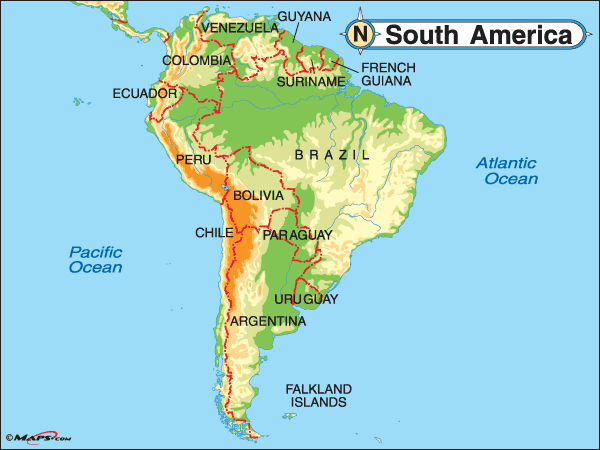 N
South America
GUYANA
VENEZUELA
COLOMBIA
FRENCH
GUIANA
SURINAME
ECUADOR
PERU
BRAZIL
Atlantic
Ocean
BOLIVIA
CHILE
PARAGUAY
Pacific
Ocean
URUGUAY
ARGENTINA
FALKLAND
ISLANDS
©MAPS.COM